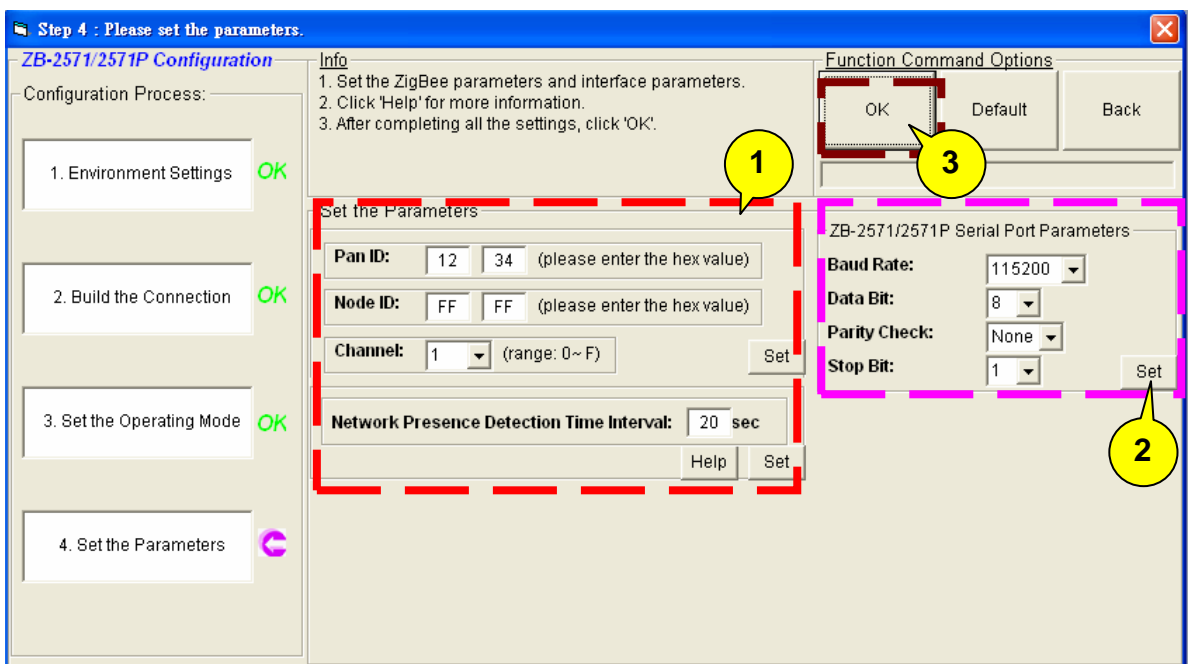 Step 4 : Please set the parameters.
ZB-2571/2571P Configuration
Configuration Process:
1. Environment Settings
OK
2. Build the Connection
OK
3. Set the Operating Mode
OK
4. Set the Parameters
Info
1. Set the ZigBee parameters and interface parameters.
2. Click 'Help' for more information.
3. After completing all the settings, click 'OK'.
Function Command Options
OK
Default
Back
1
3
Set the Parameters
Pan ID: 12 34 (please enter the hex value)
Node ID: FF FF (please enter the hex value)
Channel: 1 (range: 0~ F)
Set
Network Presence Detection Time Interval: 20 sec
Help
Set
ZB-2571/2571P Serial Port Parameters
Baud Rate: 115200
Data Bit: 8
Parity Check: None
Stop Bit: 1
Set
2